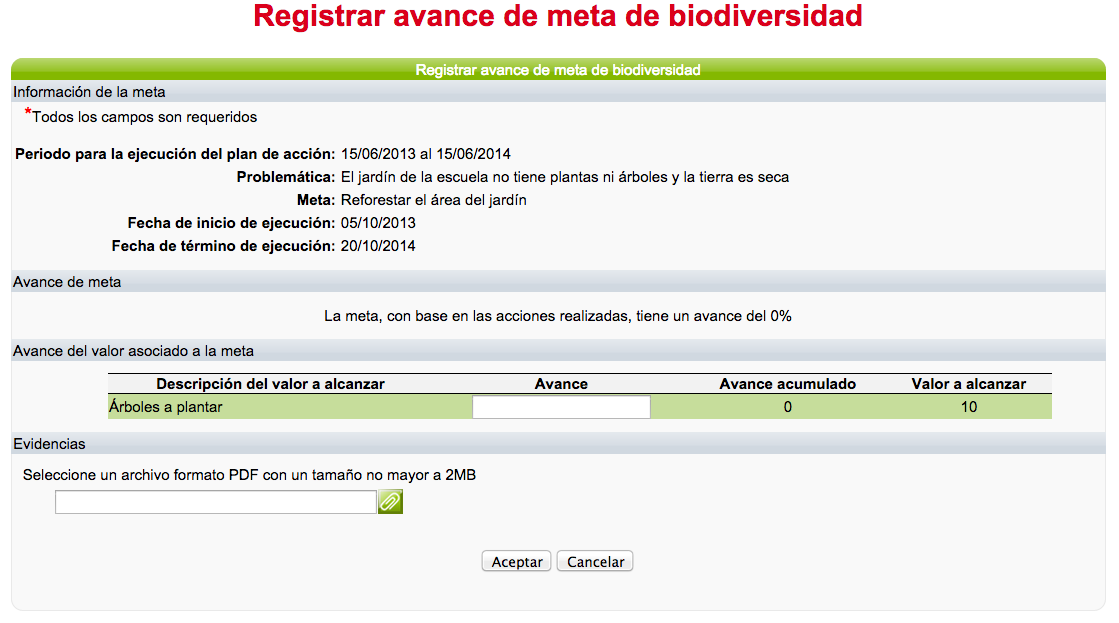 Registrar avance de meta de biodiversidad
Registrar avance de meta de biodiversidad
Información de la meta
*Todos los campos son requeridos
Periodo para la ejecución del plan de acción: 15/06/2013 al 15/06/2014
Problemática: El jardín de la escuela no tiene plantas ni árboles y la tierra es seca
Meta: Reforestar el área del jardín
Fecha de inicio de ejecución: 05/10/2013
Fecha de término de ejecución: 20/10/2014
Avance de meta
La meta, con base en las acciones realizadas, tiene un avance del 0%
Avance del valor asociado a la meta
Descripción del valor a alcanzar Avance Avance acumulado Valor a alcanzar
Árboles a plantar 0 10
Evidencias
Seleccione un archivo formato PDF con un tamaño no mayor a 2MB
Aceptar Cancelar